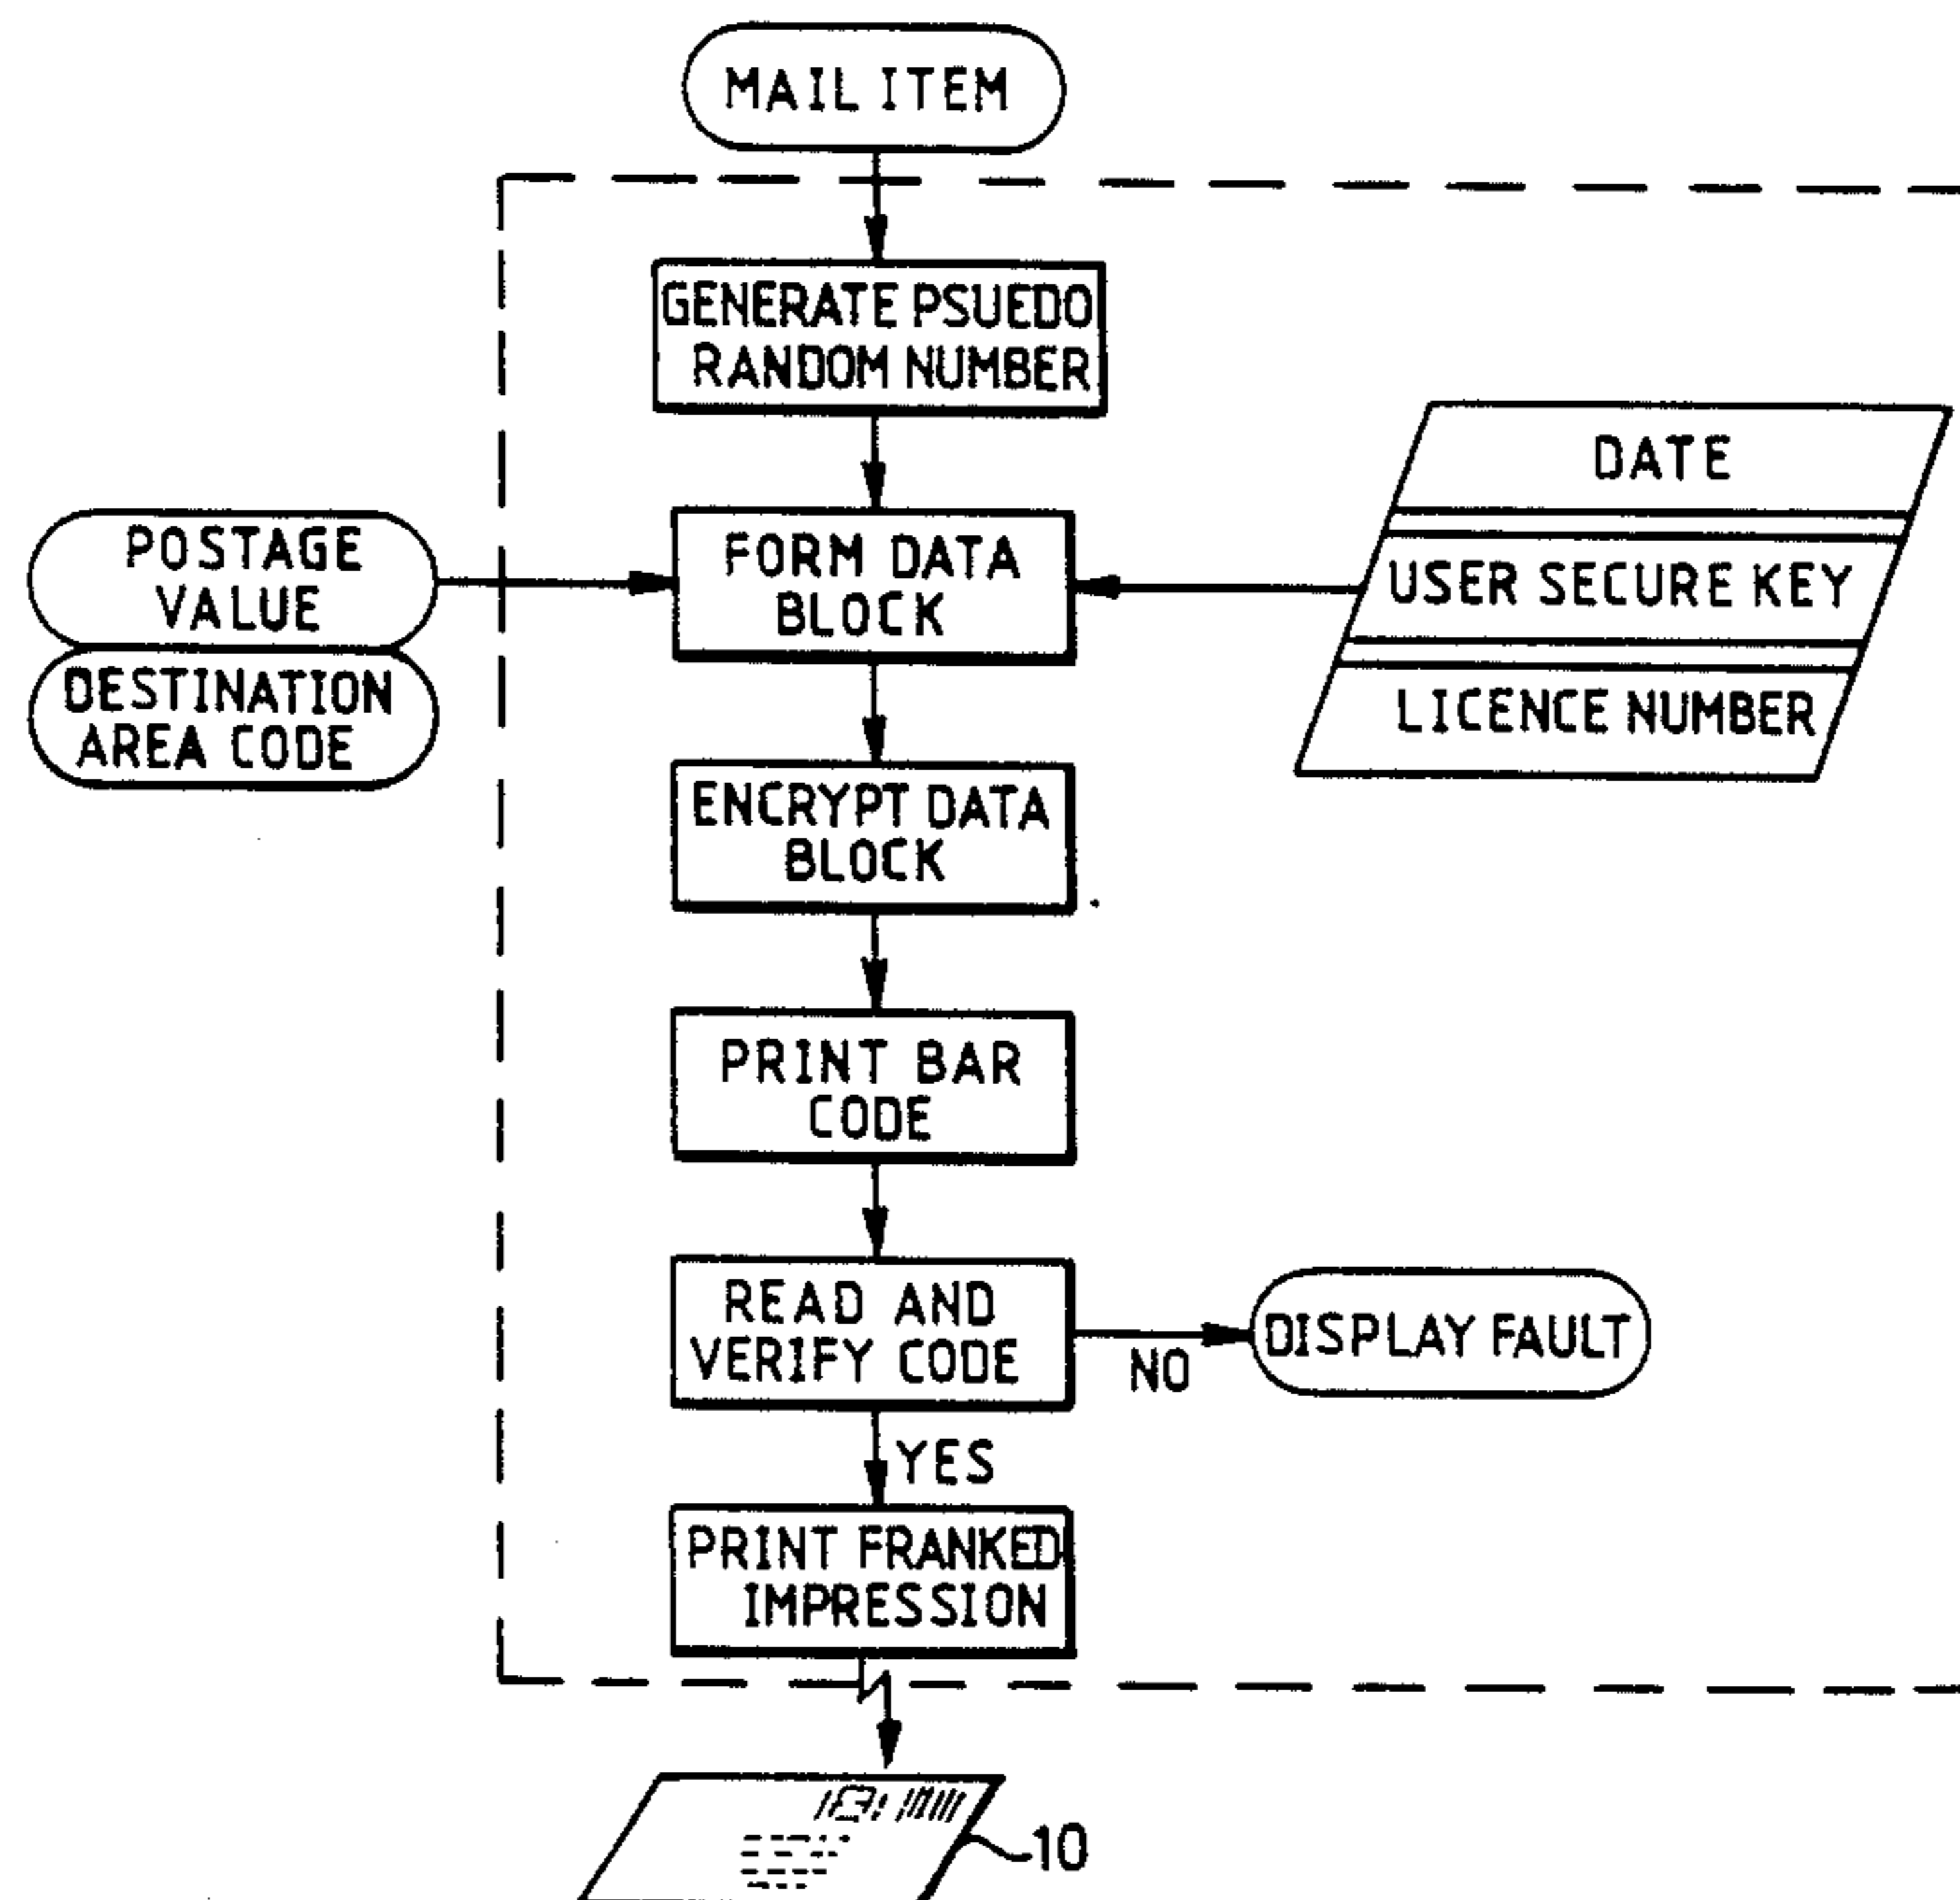 MAIL ITEM
GENERATE PSUEDO
RANDOM NUMBER
DATE
POSTAGE
VALUE
FORM DATA
BLOCK
USER SECURE KEY
DESTINATION
AREA CODE
LICENCE NUMBER
ENCRYPT DATA
BLOCK
PRINT BAR
CODE
READ AND
VERIFY CODE
NO
DISPLAY FAULT
YES
PRINT FRANKED
IMPRESSION
10